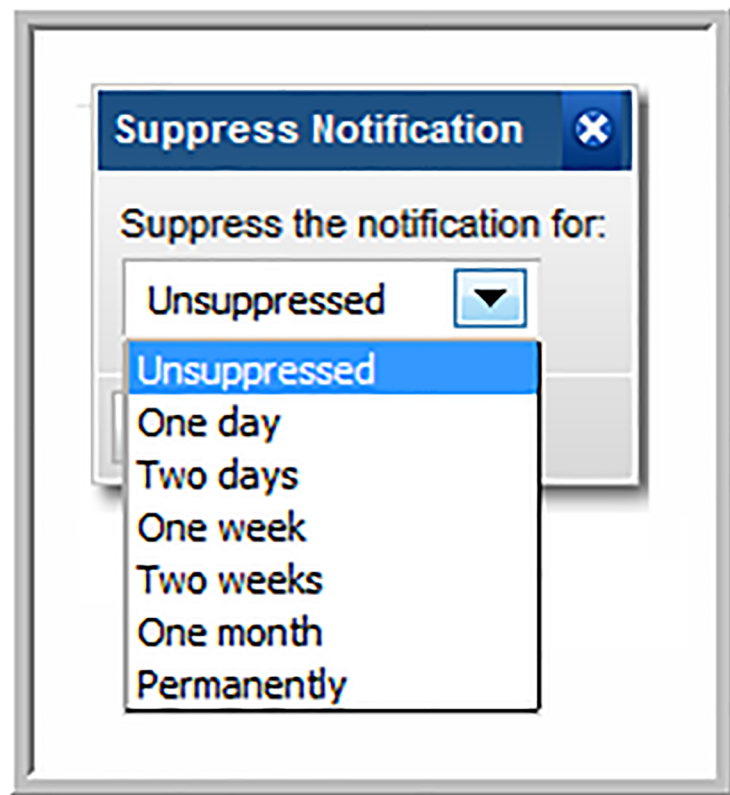 Suppress Notification
Suppress the notification for:
Unsuppressed
Unsuppressed
One day
Two days
One week
Two weeks
One month
Permanently